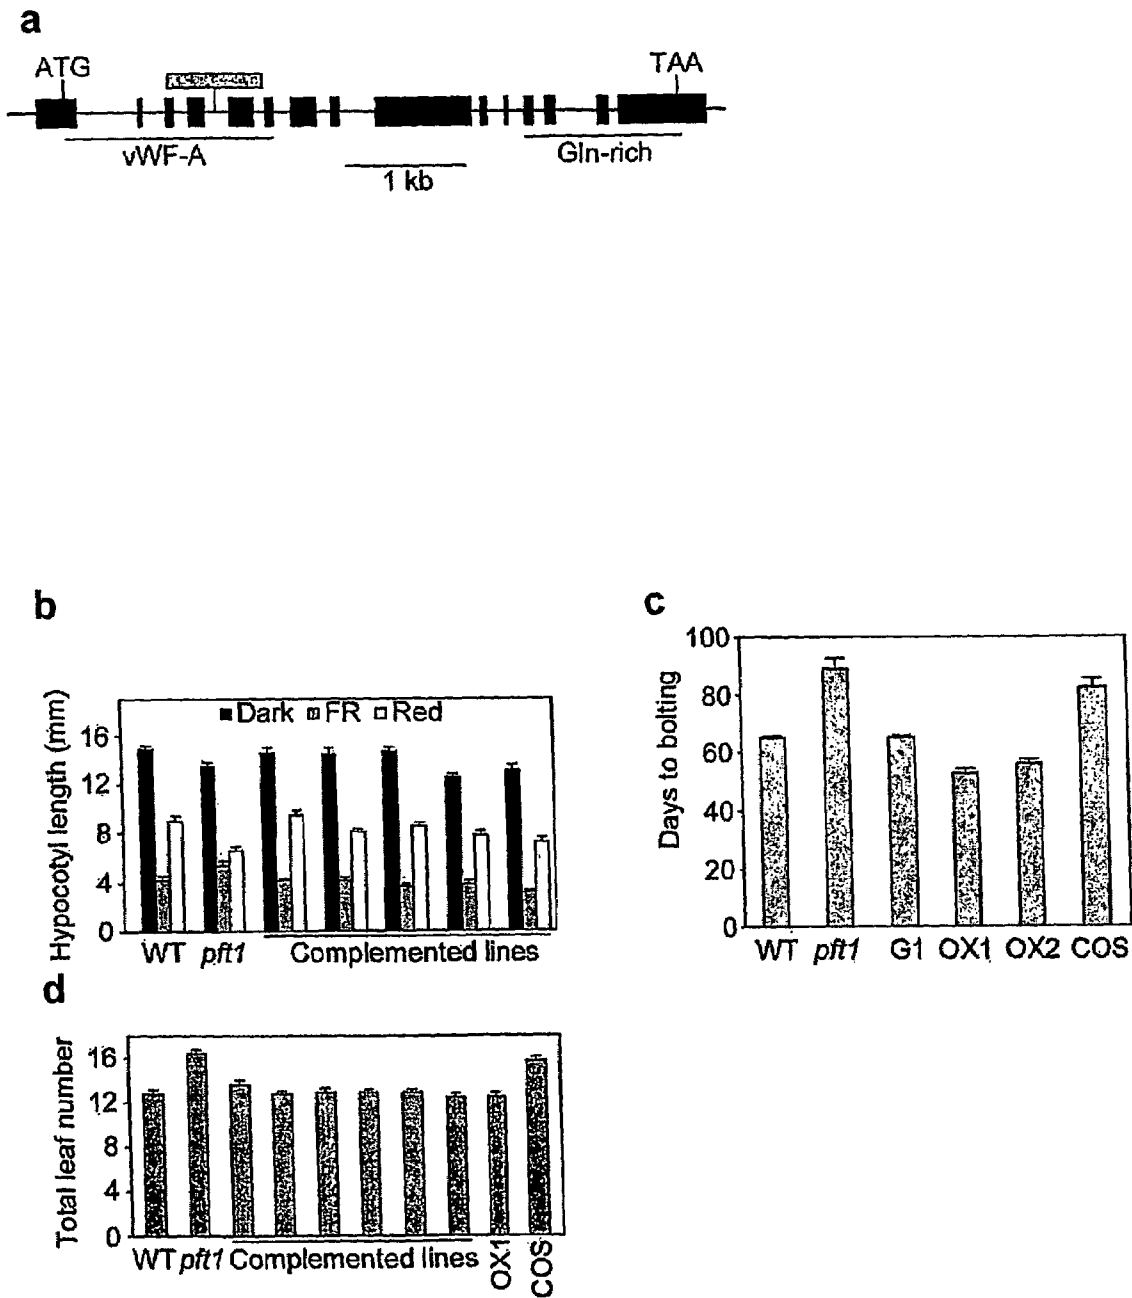 a
ATG
TAA
vWF-A
Gln-rich
1 kb
b
c
Hypocotyl length (mm)
Dark FR Red
16
12
8
4
0
WT pft1 Complemented lines
Days to bolting
100
80
60
40
20
0
WT pft1 G1 OX1 OX2 COS
d
Total leaf number
16
12
8
4
0
WT pft1 Complemented lines OX1 COS